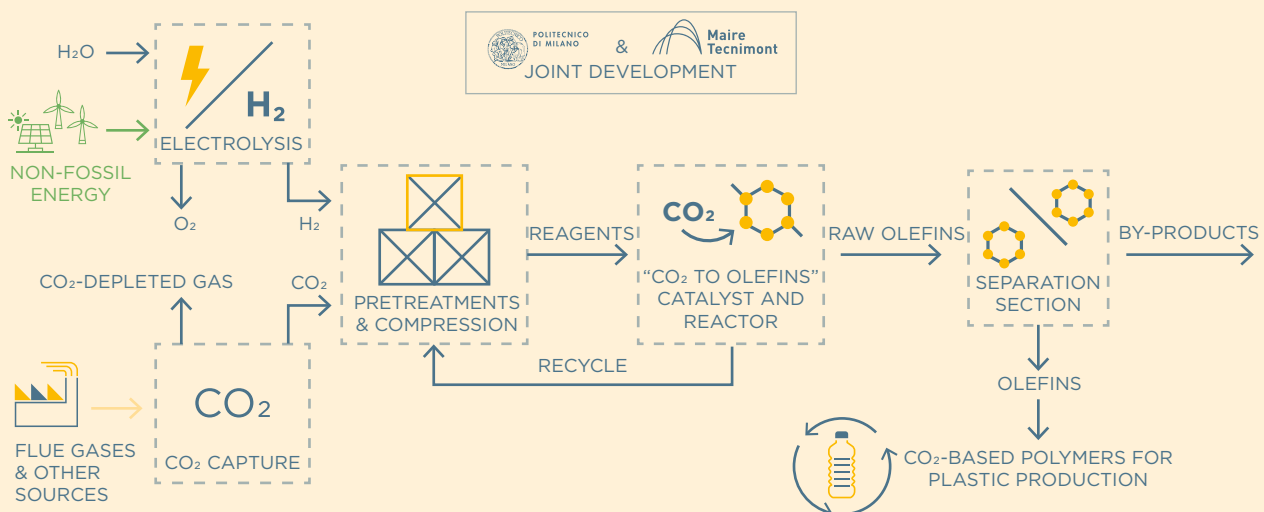 POLITECNICO
DI MILANO
&
Maire
Tecnimont
JOINT DEVELOPMENT
H₂O
H₂
ELECTROLYSIS
NON-FOSSIL
ENERGY
O₂
H₂
CO₂-DEPLETED GAS
CO₂
PRETREATMENTS
& COMPRESSION
REAGENTS
CO₂
“CO₂ TO OLEFINS”
CATALYST AND
REACTOR
RAW OLEFINS
SEPARATION
SECTION
BY-PRODUCTS
RECYCLE
OLEFINS
CO₂
CO₂ CAPTURE
FLUE GASES
& OTHER
SOURCES
CO₂-BASED POLYMERS FOR
PLASTIC PRODUCTION